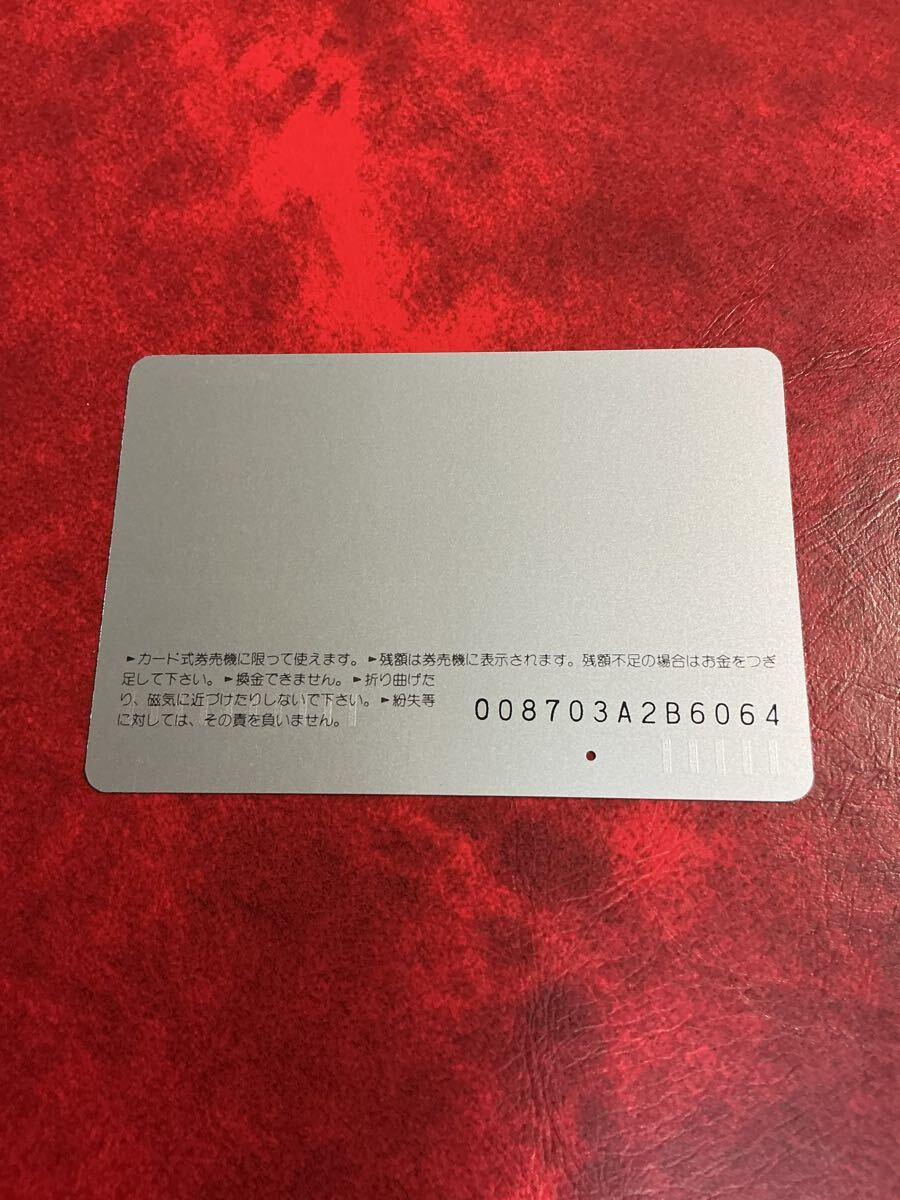 ►カード式券売機に限って使えます。►残額は券売機に表示されます。残額不足の場合はお金をつぎ
足して下さい。►換金できません。►折り曲げた
り、磁気に近づけたりしないで下さい。►紛失等
に対しては、その責を負いません。
008703A2B6064